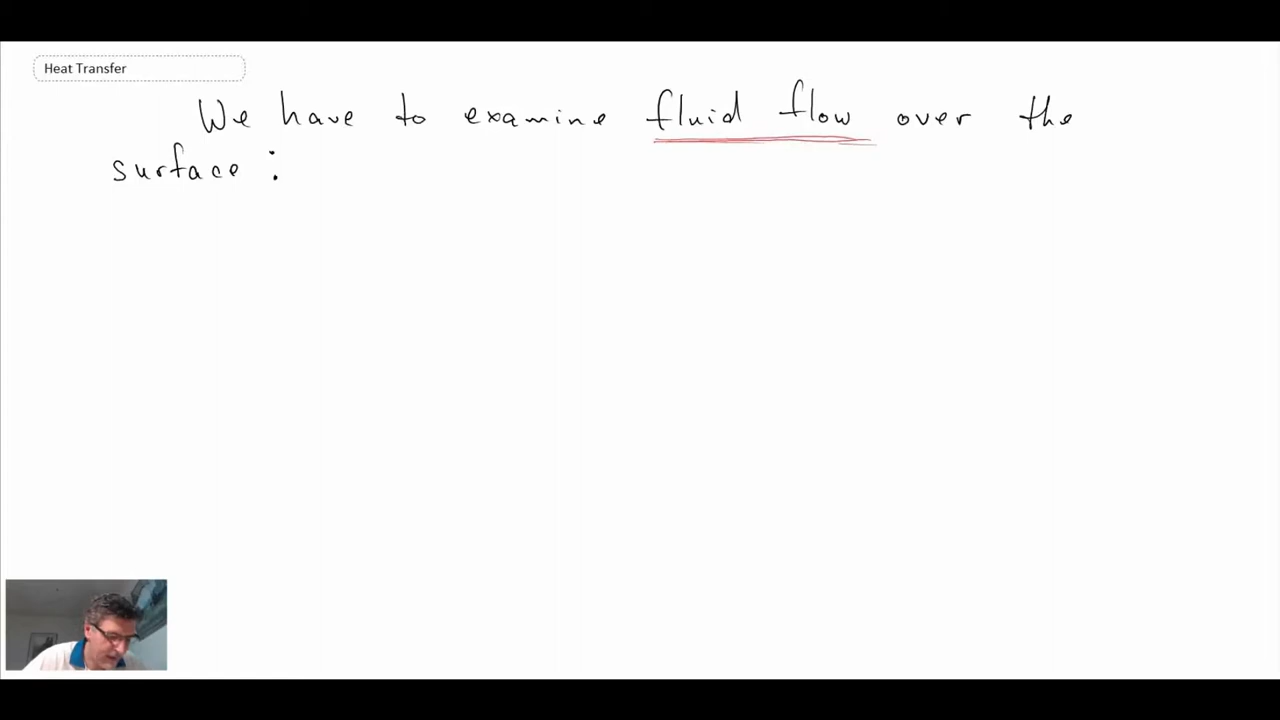 Heat Transfer
We have to examine fluid flow over the
surface :